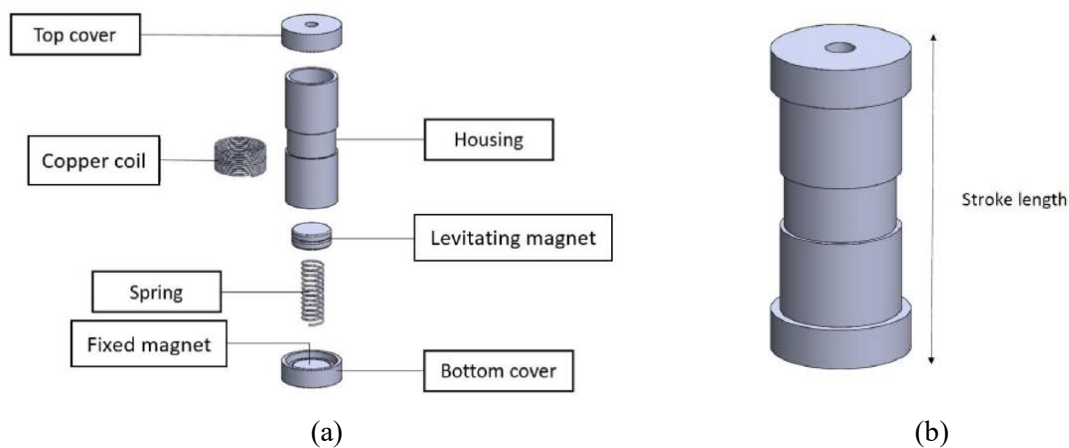 Top cover
Copper coil
Housing
Levitating magnet
Spring
Fixed magnet
Bottom cover
(a)
Stroke length
(b)